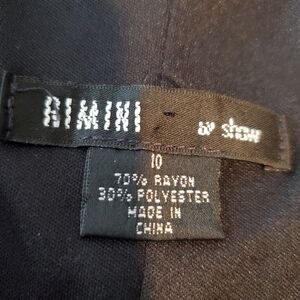 RIMINI by shaw
10
70% RAYON
30% POLYESTER
MADE IN
CHINA